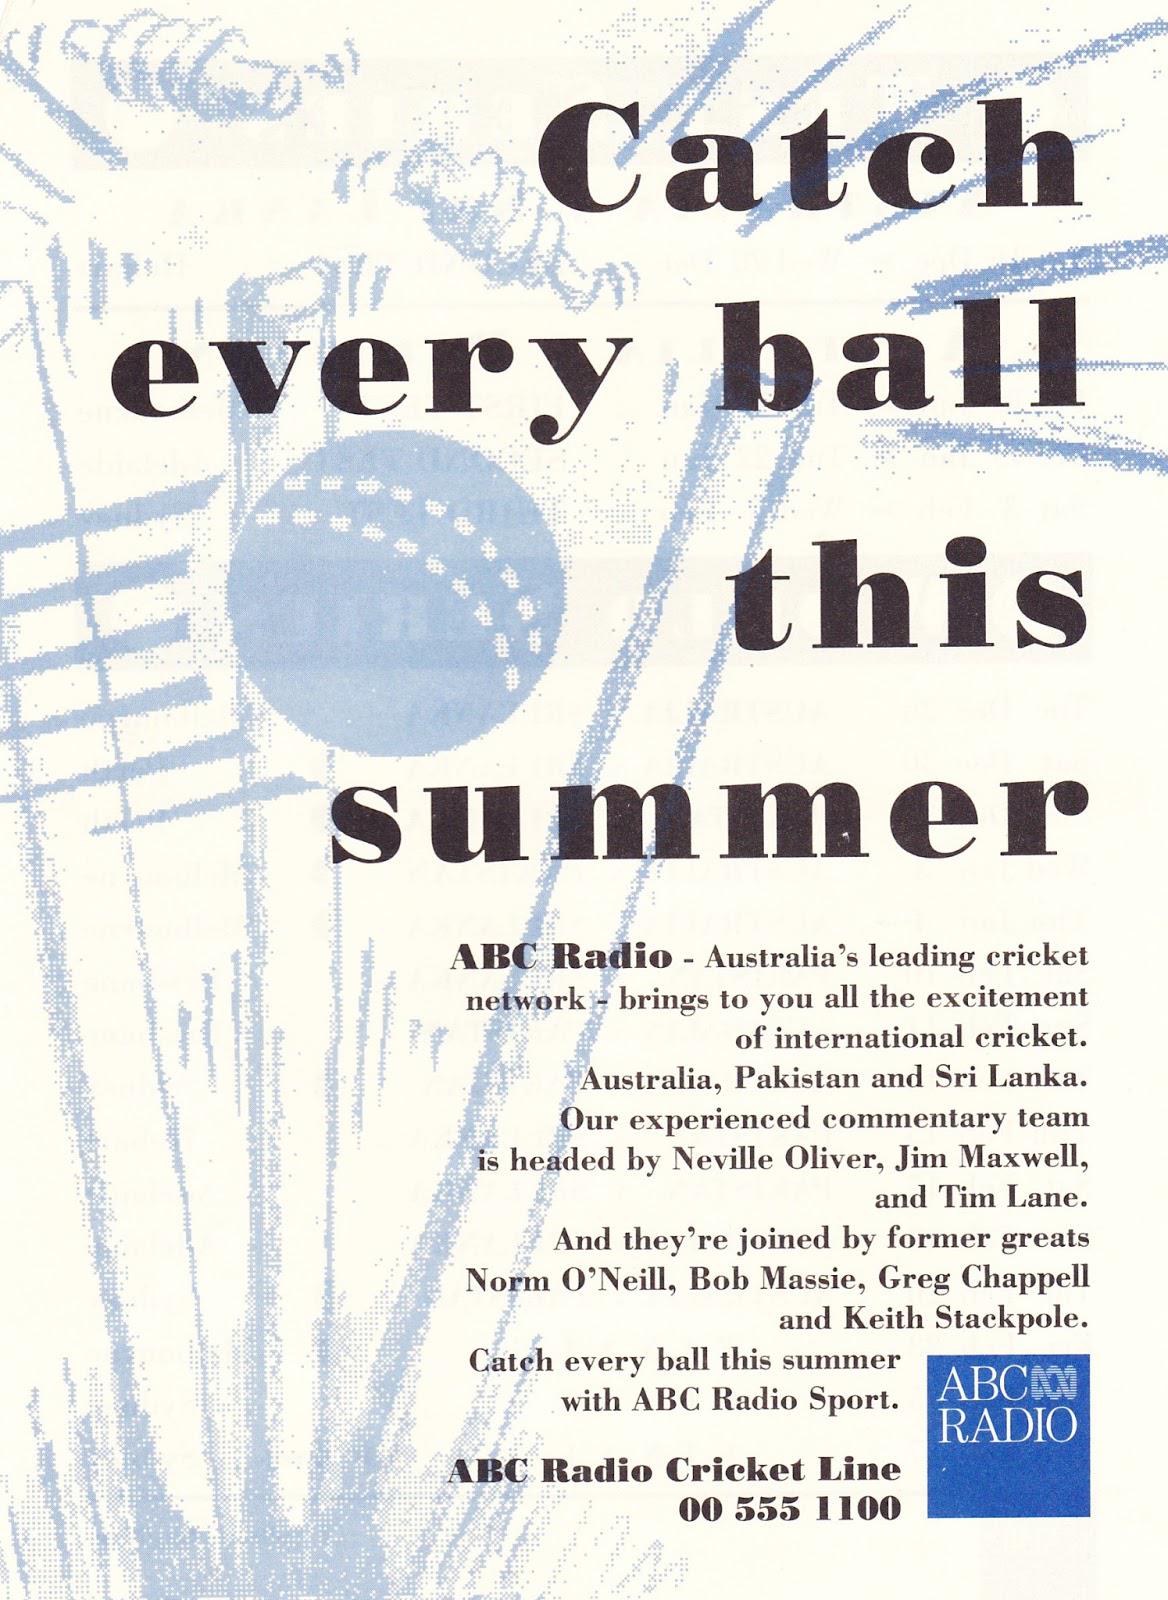 Catch
every ball
this
summer
ABC Radio - Australia's leading cricket
network - brings to you all the excitement
of international cricket.
Australia, Pakistan and Sri Lanka.
Our experienced commentary team
is headed by Neville Oliver, Jim Maxwell,
and Tim Lane.
And they're joined by former greats
Norm O'Neill, Bob Massie, Greg Chappell
and Keith Stackpole.
Catch every ball this summer
with ABC Radio Sport.
ABC
RADIO
ABC Radio Cricket Line
00 555 1100